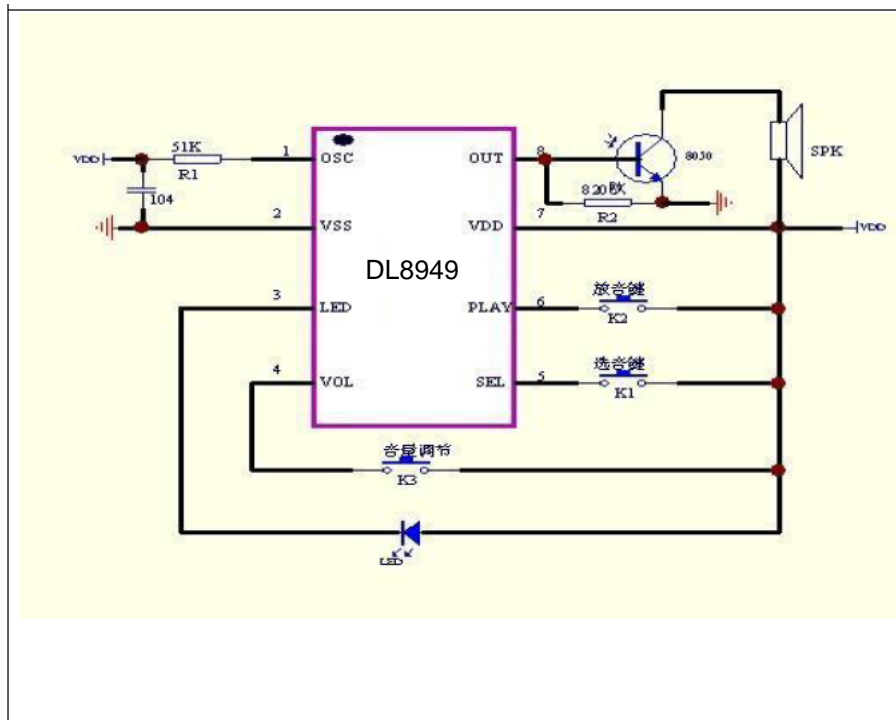 VDD
51K
R1
104
1
OSC
2
VSS
3
LED
4
VOL
DL8949
OUT
8
VDD
7
PLAY
6
SEL
5
8050
820欧
R2
SPK
VDD
放音键
K2
选音键
K1
音量调节
K3
LED